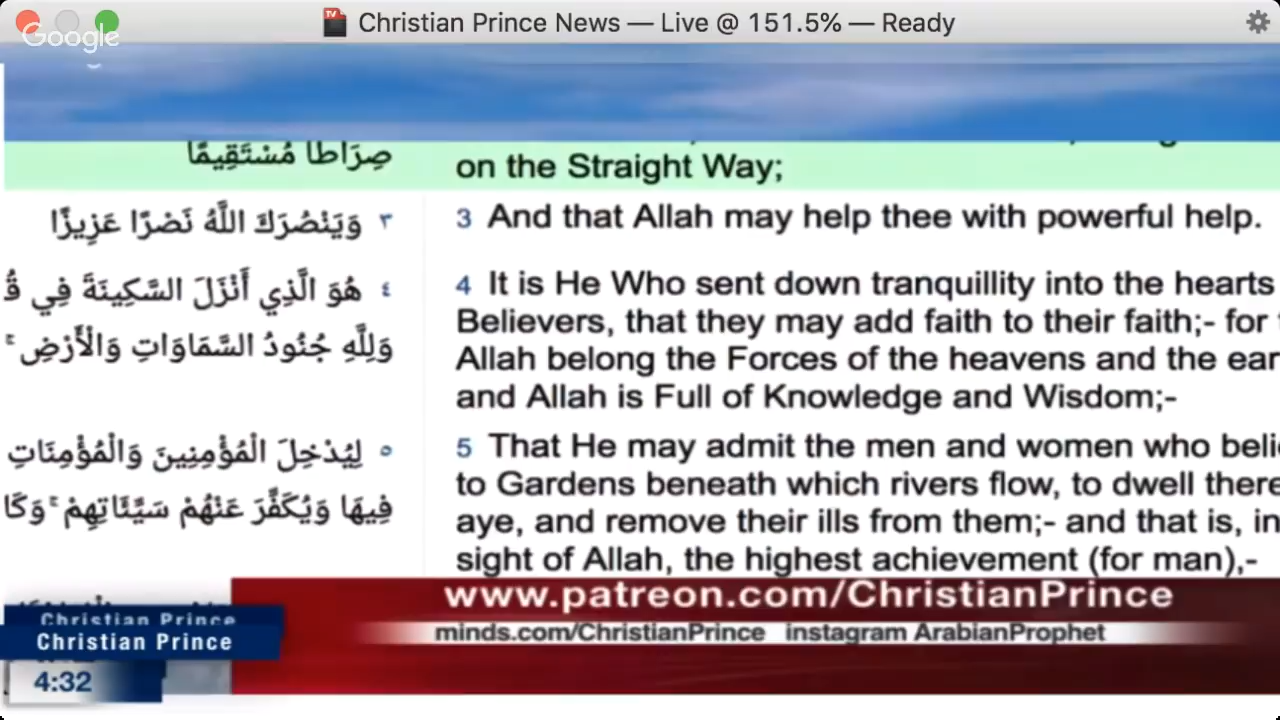 Christian Prince News — Live @ 151.5% — Ready
Google
صِرَاطًا مُسْتَقِيمًا
on the Straight Way;
٣ وَيَنْصُرَكَ اللَّهُ نَصْرًا عَزِيزًا
3 And that Allah may help thee with powerful help.
٤ هُوَ الَّذِي أَنْزَلَ السَّكِينَةَ فِي
وَلِلَّهِ جُنُودُ السَّمَاوَاتِ وَالْأَرْضِ ۚ
4 It is He Who sent down tranquillity into the hearts
Believers, that they may add faith to their faith;- for
Allah belong the Forces of the heavens and the ear
and Allah is Full of Knowledge and Wisdom;-
٥ لِيُدْخِلَ الْمُؤْمِنِينَ وَالْمُؤْمِنَاتِ
فِيهَا وَيُكَفِّرَ عَنْهُمْ سَيِّئَاتِهِمْ ۚ وَكَا
5 That He may admit the men and women who beli
to Gardens beneath which rivers flow, to dwell there
aye, and remove their ills from them;- and that is, in
sight of Allah, the highest achievement (for man),-
www.patreon.com/ChristianPrince
minds.com/ChristianPrince instagram ArabianProphet
Christian Prince
Christian Prince
4:32